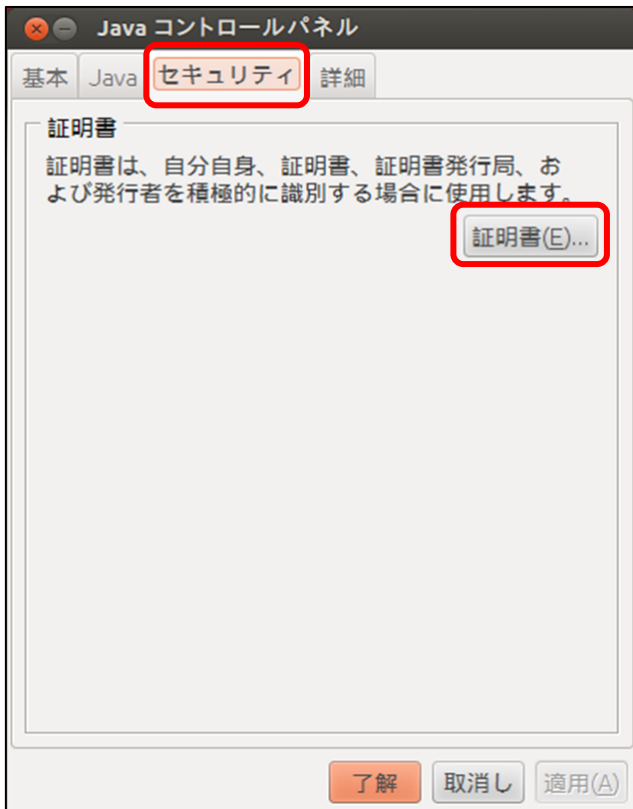 Java コントロールパネル
基本 Java セキュリティ 詳細
証明書
証明書は、自分自身、証明書、証明書発行局、お
よび発行者を積極的に識別する場合に使用します。
証明書(E)...
了解 取消し 適用(A)